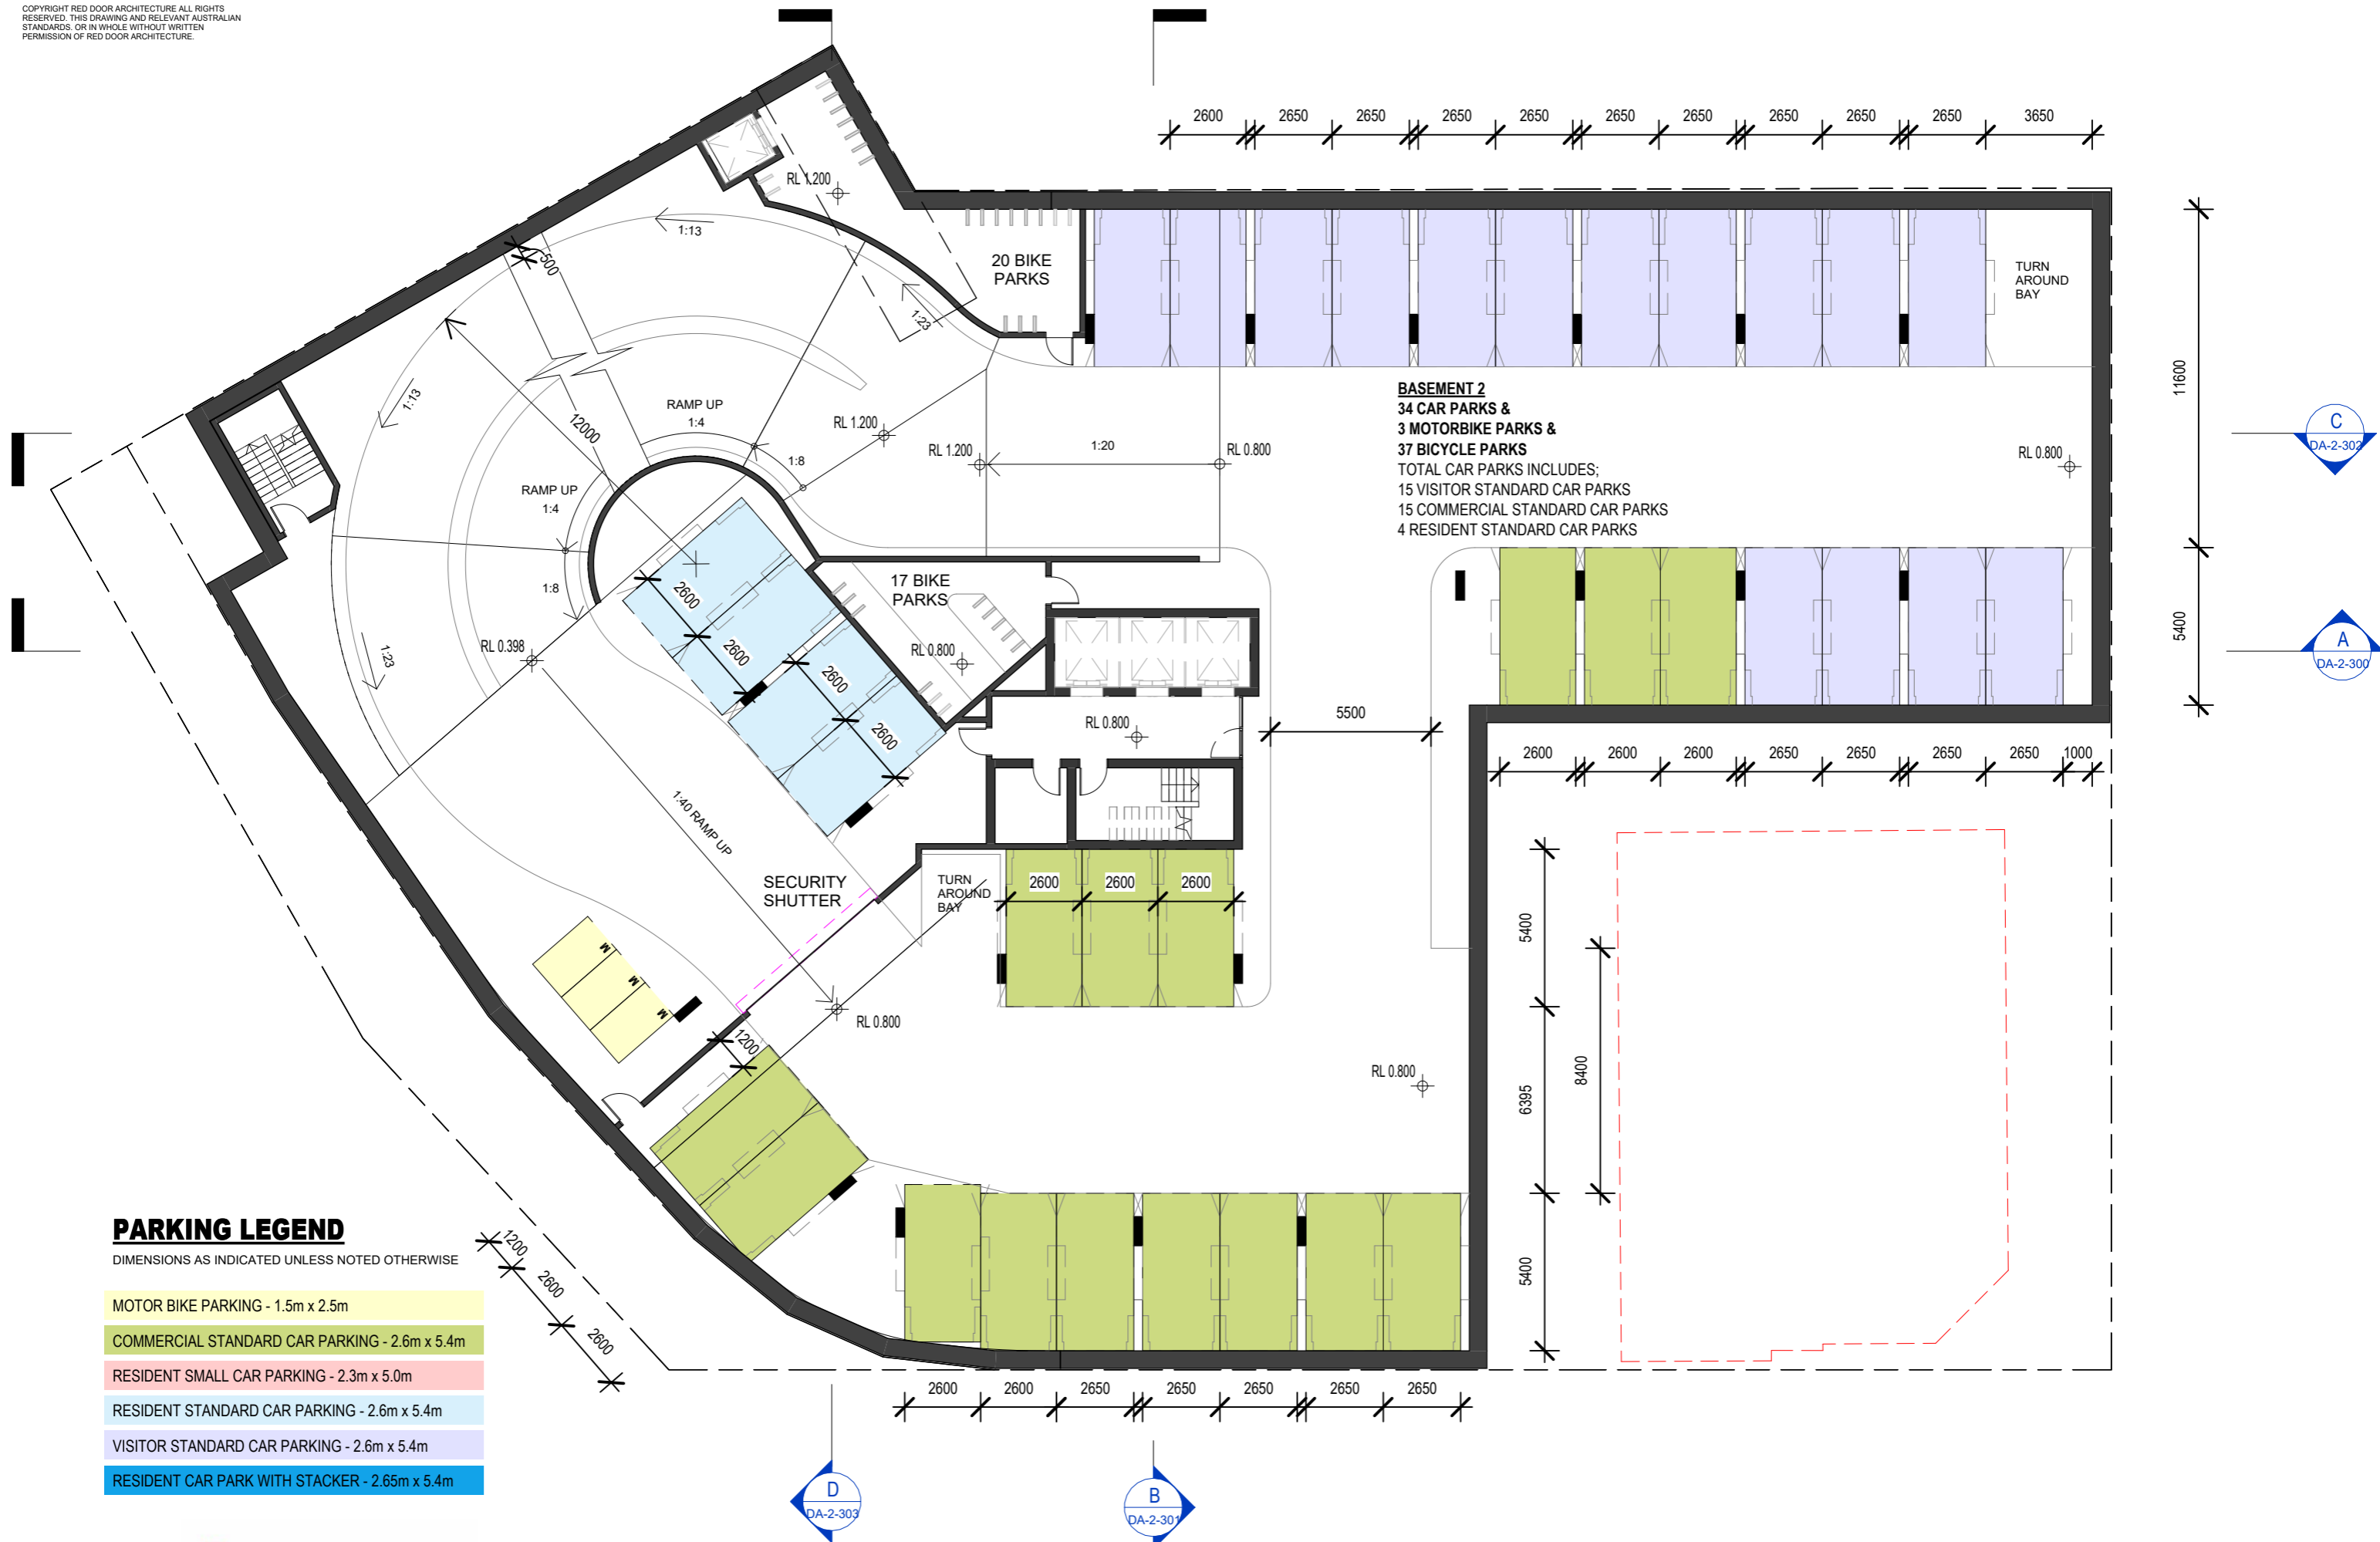 COPYRIGHT RED DOOR ARCHITECTURE ALL RIGHTS
RESERVED. THIS DRAWING AND RELEVANT AUSTRALIAN
STANDARDS. OR IN WHOLE WITHOUT WRITTEN
PERMISSION OF RED DOOR ARCHITECTURE.
2600 2650 2650 2650 2650 2650 2650 2650 2650 2650 3650
RL 1.200
1:13
1500
20 BIKE
PARKS
1:23
TURN
AROUND
BAY
11600
1:13
12000
RAMP UP
1:4
RL 1.200
1:8
RL 1.200
1:20
RL 0.800
BASEMENT 2
34 CAR PARKS &
3 MOTORBIKE PARKS &
37 BICYCLE PARKS
TOTAL CAR PARKS INCLUDES;
15 VISITOR STANDARD CAR PARKS
15 COMMERCIAL STANDARD CAR PARKS
4 RESIDENT STANDARD CAR PARKS
RL 0.800
C
DA-2-302
RAMP UP
1:4
1:8
17 BIKE
PARKS
2600
2600
2600
2600
RL 0.800
5400
A
DA-2-300
1:23
RL 0.398
RL 0.800
5500
2600 2600 2600 2650 2650 2650 2650 1000
1:40 RAMP UP
SECURITY
SHUTTER
TURN
AROUND
BAY
2600 2600 2600
5400
M
M
M
RL 0.800
1200
RL 0.800
8400
6395
5400
PARKING LEGEND
DIMENSIONS AS INDICATED UNLESS NOTED OTHERWISE
MOTOR BIKE PARKING - 1.5m x 2.5m
COMMERCIAL STANDARD CAR PARKING - 2.6m x 5.4m
RESIDENT SMALL CAR PARKING - 2.3m x 5.0m
RESIDENT STANDARD CAR PARKING - 2.6m x 5.4m
VISITOR STANDARD CAR PARKING - 2.6m x 5.4m
RESIDENT CAR PARK WITH STACKER - 2.65m x 5.4m
1200
2600
2600
2600 2600 2650 2650 2650 2650 2650
D
DA-2-303
B
DA-2-301